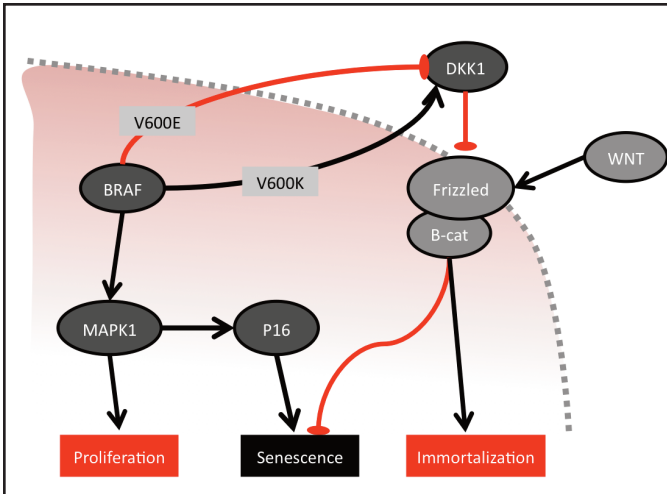 DKK1
V600E
WNT
BRAF
V600K
Frizzled
B-cat
MAPK1
P16
Proliferation
Senescence
Immortalization